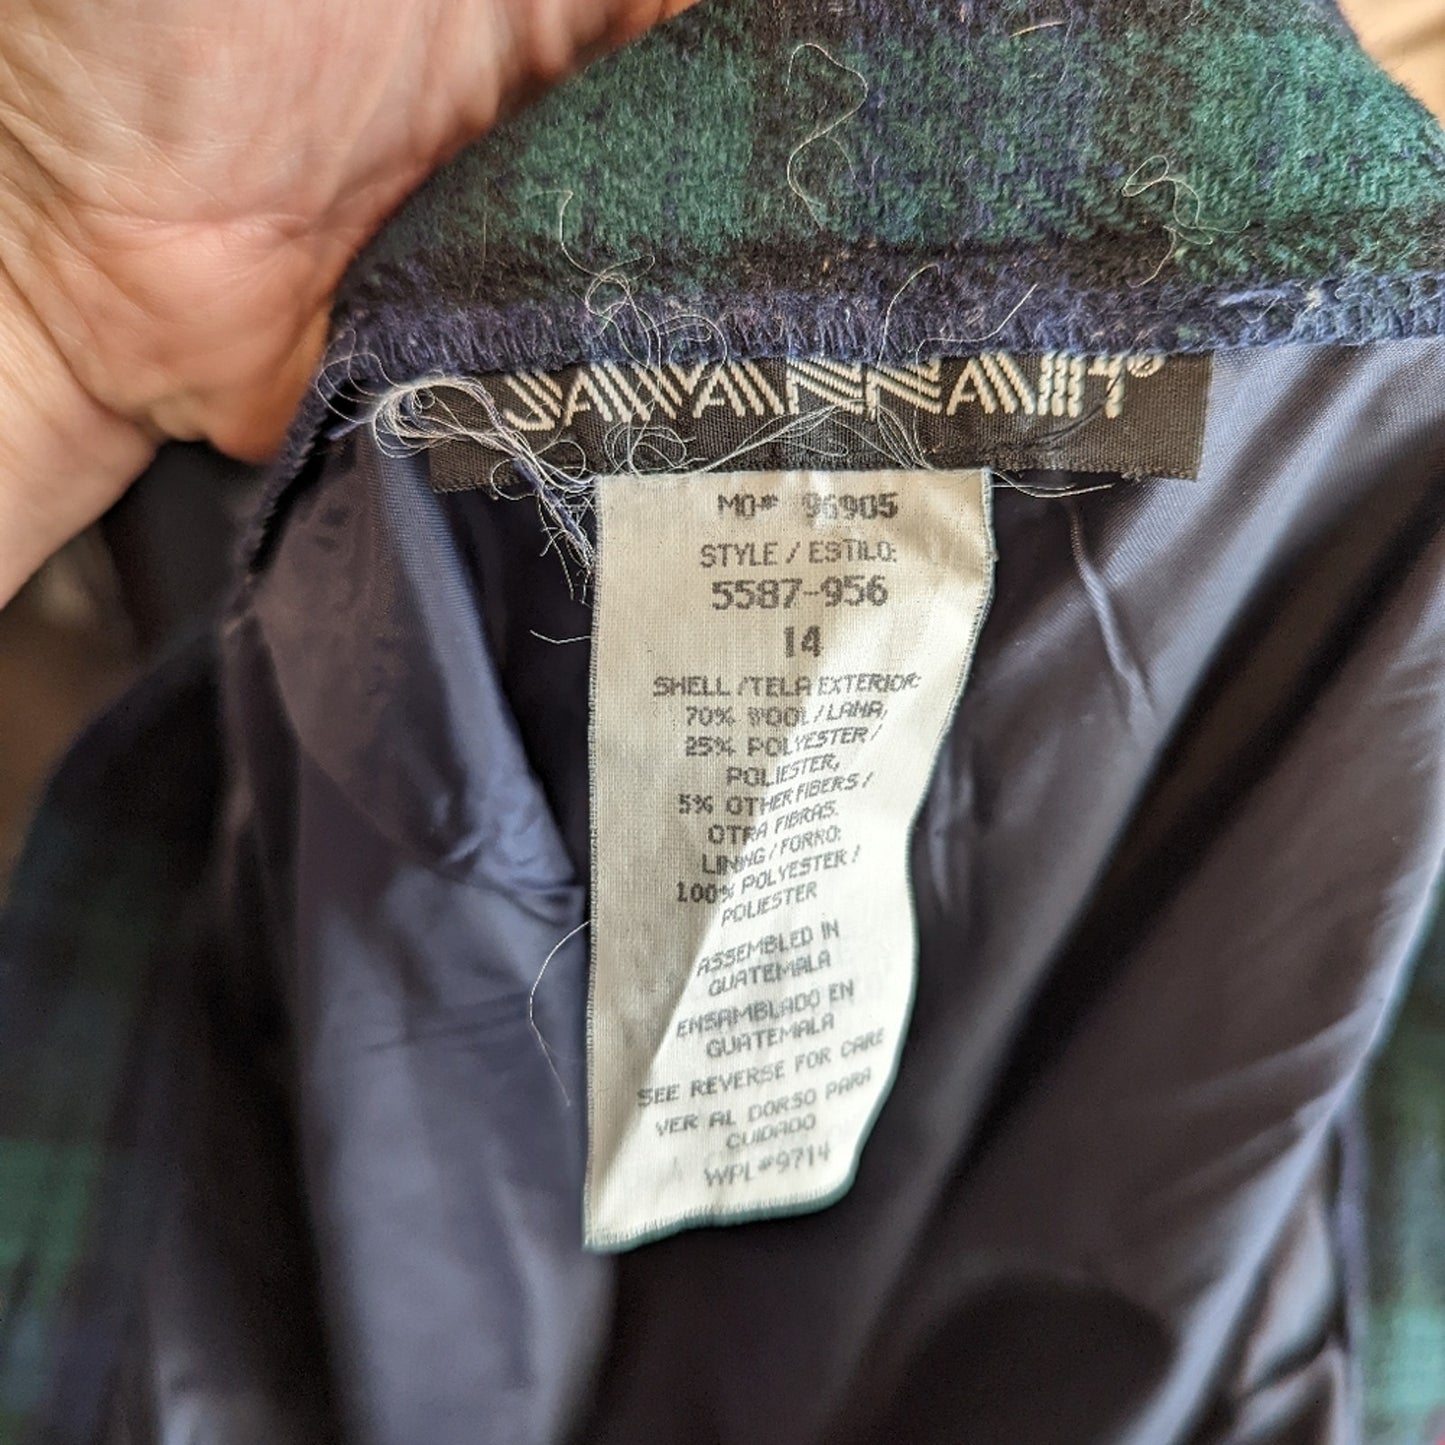 SAVANNAH®
MO# 96905
STYLE / ESTILO:
5587-956
14
SHELL / TELA EXTERIOR:
70% WOOL / LANA,
25% POLYESTER /
POLIESTER,
5% OTHER FIBERS /
OTRA FIBRAS.
LINING / FORRO:
100% POLYESTER /
POLIESTER
ASSEMBLED IN
GUATEMALA
ENSAMBLADO EN
GUATEMALA
SEE REVERSE FOR CARE
VER AL DORSO PARA
CUIDADO
WPL#9714